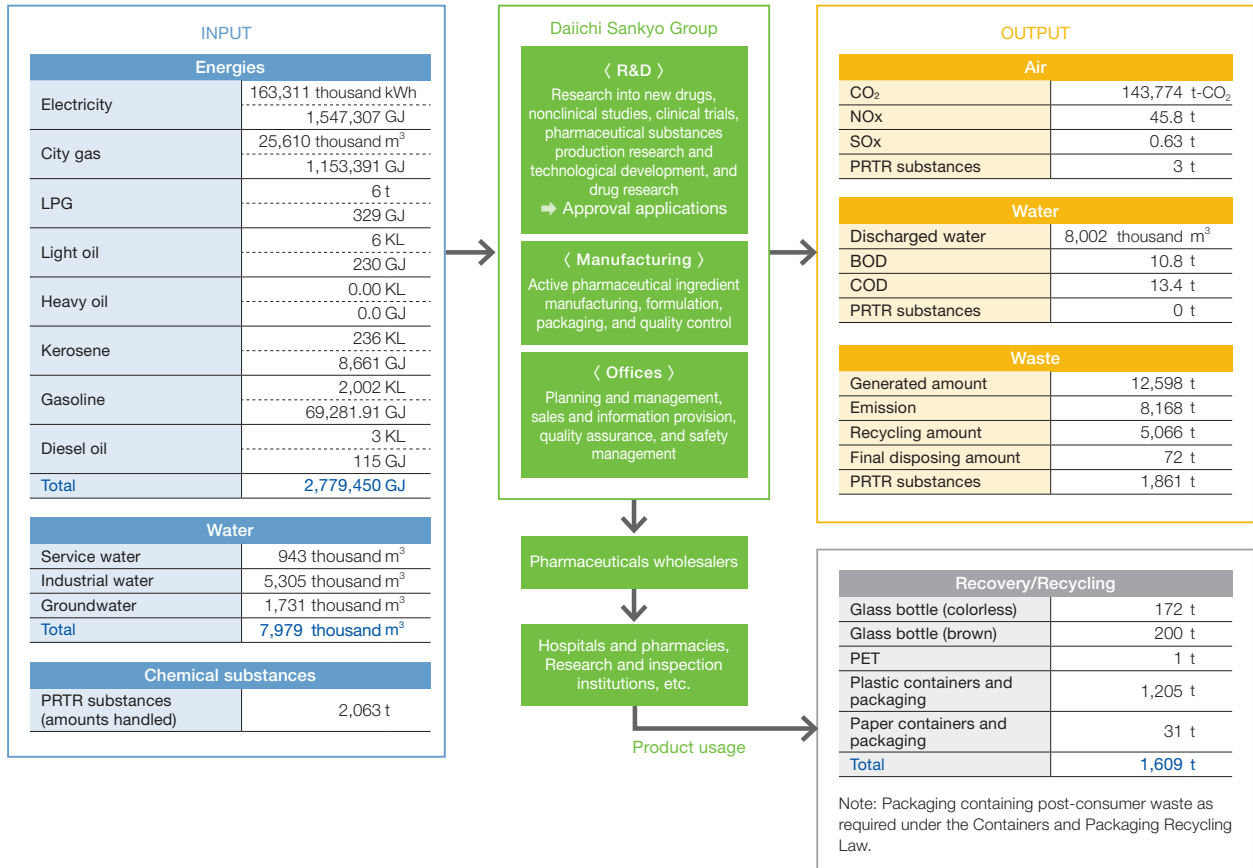 INPUT
Energies
Electricity
163,311 thousand kWh
1,547,307 GJ
City gas
25,610 thousand m³
1,153,391 GJ
LPG
6 t
329 GJ
Light oil
6 KL
230 GJ
Heavy oil
0.00 KL
0.0 GJ
Kerosene
236 KL
8,661 GJ
Gasoline
2,002 KL
69,281.91 GJ
Diesel oil
3 KL
115 GJ
Total 2,779,450 GJ
Water
Service water 943 thousand m³
Industrial water 5,305 thousand m³
Groundwater 1,731 thousand m³
Total 7,979 thousand m³
Chemical substances
PRTR substances
(amounts handled)
2,063 t
Daiichi Sankyo Group
〈 R&D 〉
Research into new drugs,
nonclinical studies, clinical trials,
pharmaceutical substances
production research and
technological development, and
drug research
➡ Approval applications
〈 Manufacturing 〉
Active pharmaceutical ingredient
manufacturing, formulation,
packaging, and quality control
〈 Offices 〉
Planning and management,
sales and information provision,
quality assurance, and safety
management
Pharmaceuticals wholesalers
Hospitals and pharmacies,
Research and inspection
institutions, etc.
Product usage
OUTPUT
Air
CO₂ 143,774 t-CO₂
NOx 45.8 t
SOx 0.63 t
PRTR substances 3 t
Water
Discharged water 8,002 thousand m³
BOD 10.8 t
COD 13.4 t
PRTR substances 0 t
Waste
Generated amount 12,598 t
Emission 8,168 t
Recycling amount 5,066 t
Final disposing amount 72 t
PRTR substances 1,861 t
Recovery/Recycling
Glass bottle (colorless) 172 t
Glass bottle (brown) 200 t
PET 1 t
Plastic containers and
packaging
1,205 t
Paper containers and
packaging
31 t
Total 1,609 t
Note: Packaging containing post-consumer waste as
required under the Containers and Packaging Recycling
Law.